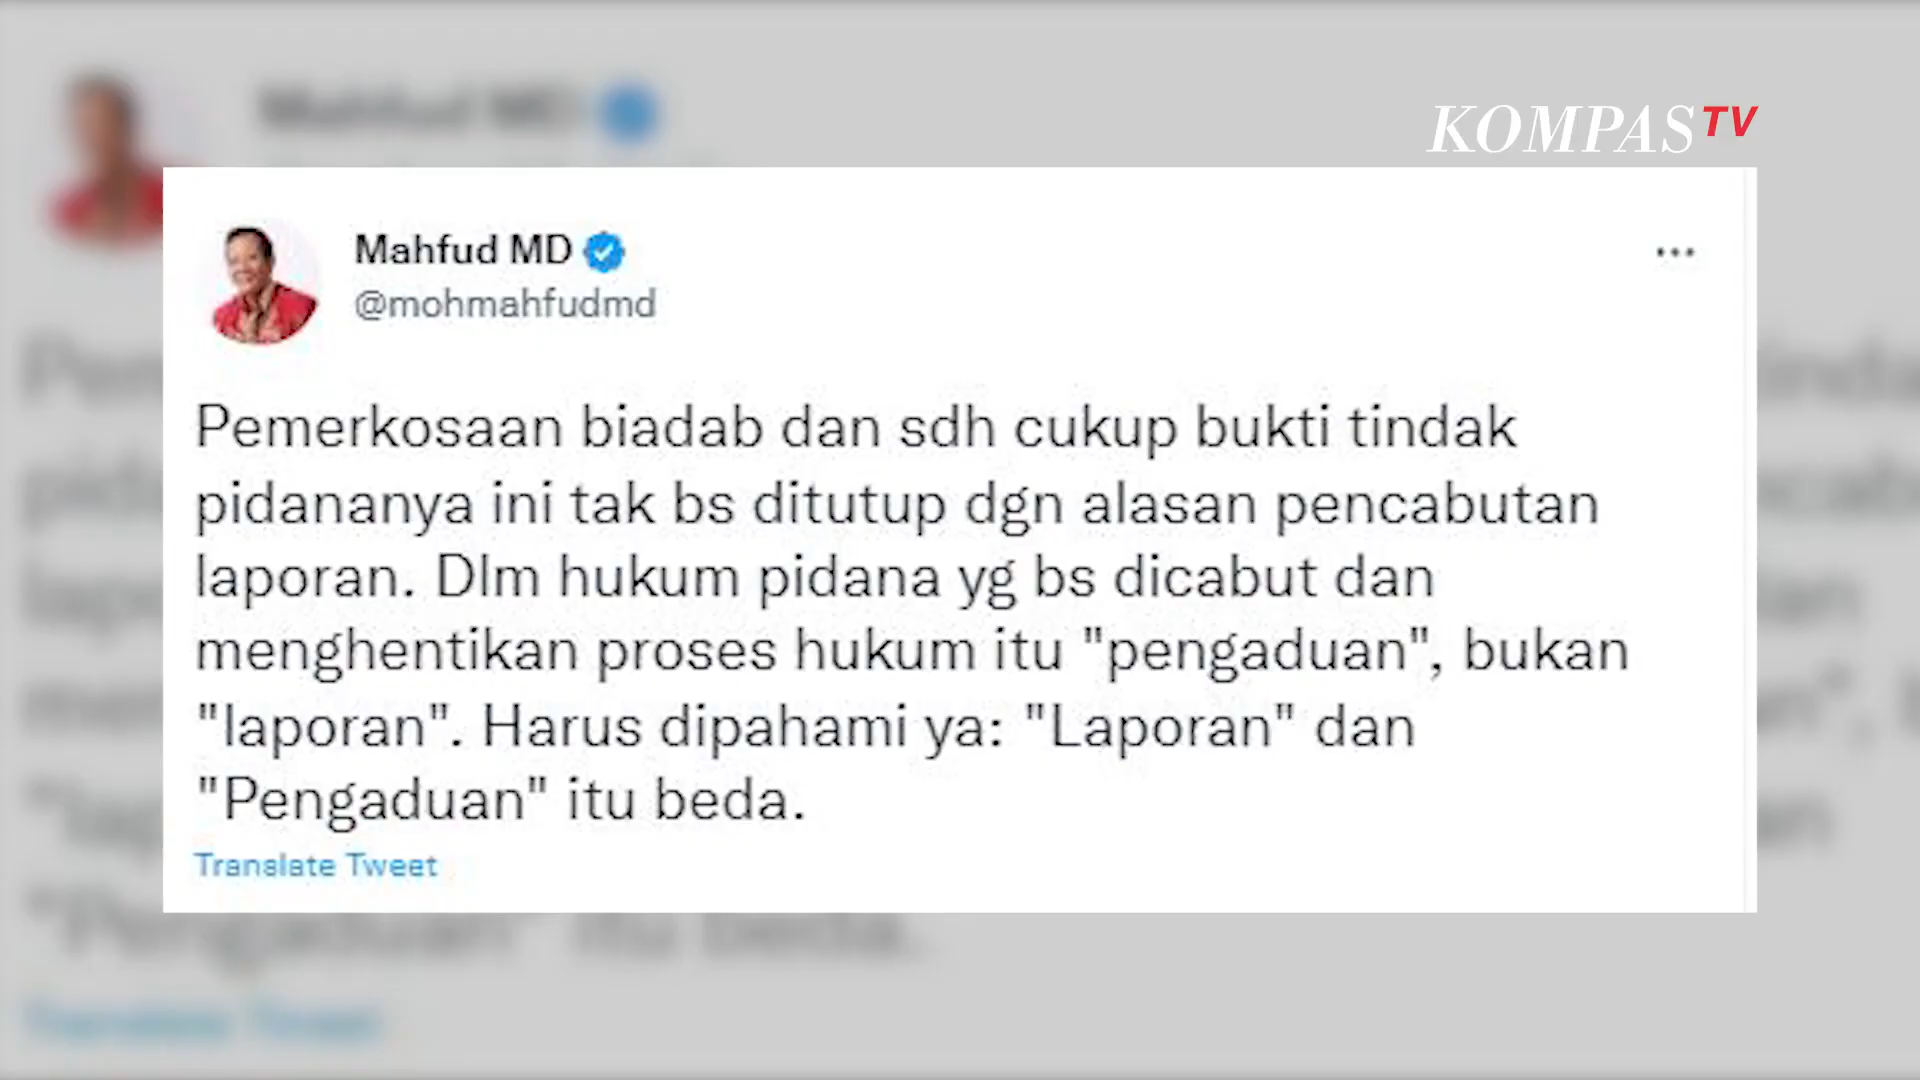 KOMPAS TV
Mahfud MD
@mohmahfudmd
Pemerkosaan biadab dan sdh cukup bukti tindak
pidananya ini tak bs ditutup dgn alasan pencabutan
laporan. Dlm hukum pidana yg bs dicabut dan
menghentikan proses hukum itu "pengaduan", bukan
"laporan". Harus dipahami ya: "Laporan" dan
"Pengaduan" itu beda.
Translate Tweet